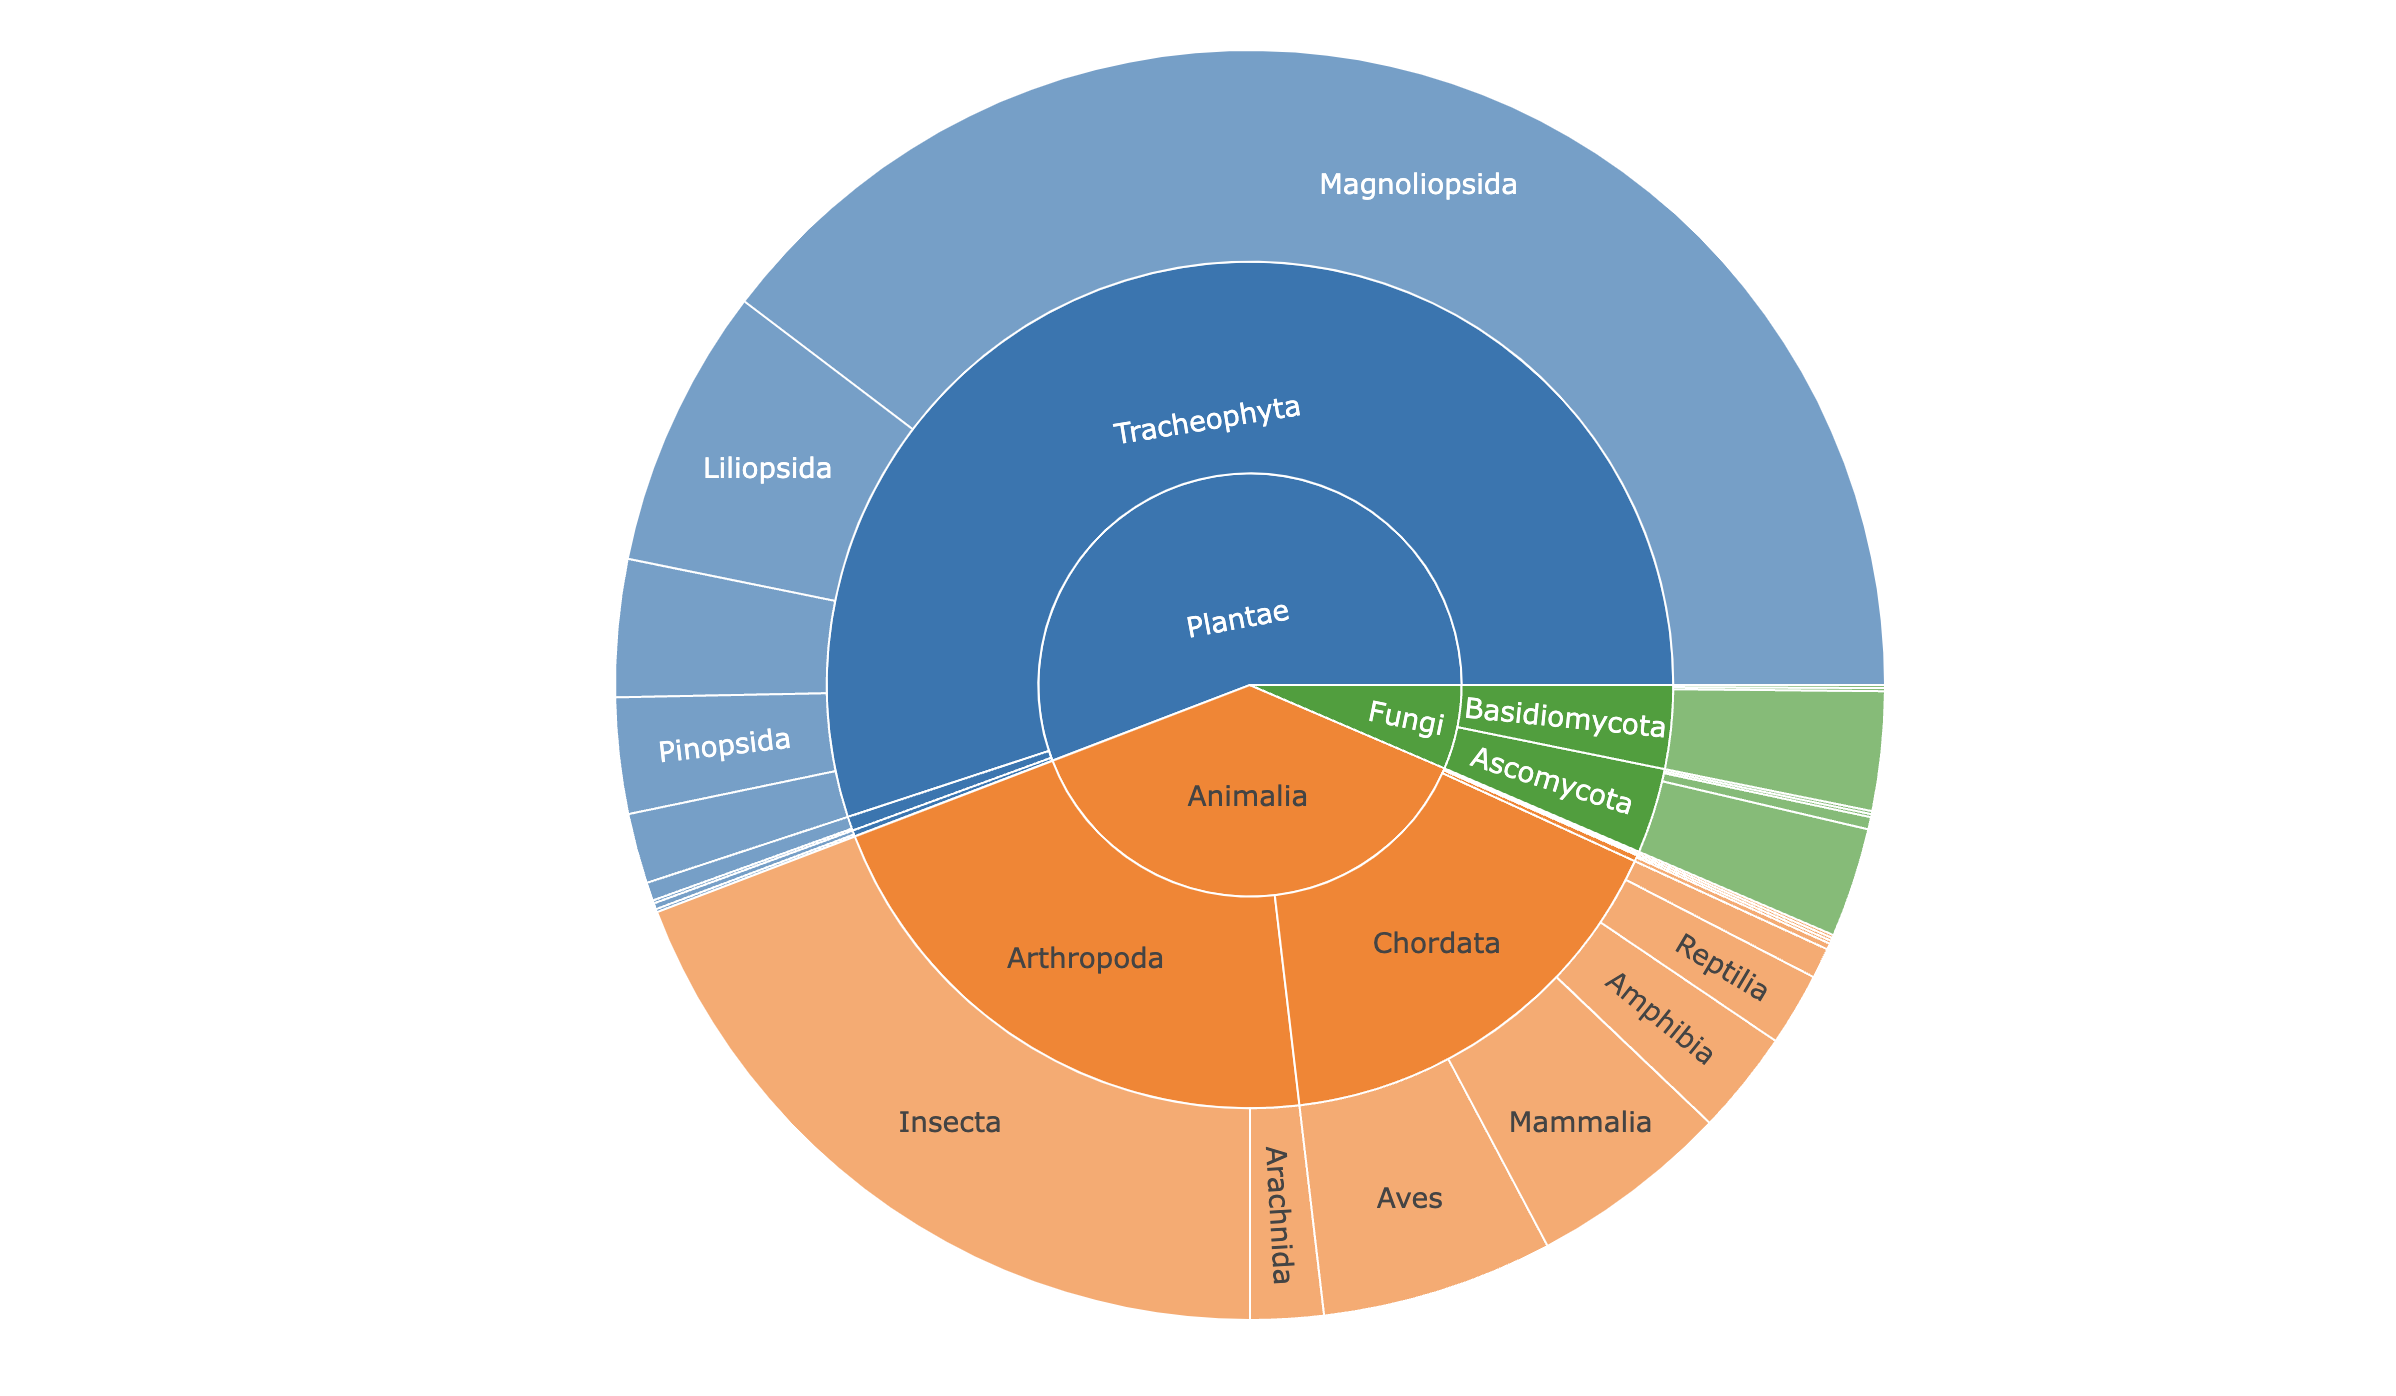 Magnoliopsida
Tracheophyta
Liliopsida
Plantae
Pinopsida
Fungi
Basidiomycota
Ascomycota
Animalia
Arthropoda
Chordata
Reptilia
Amphibia
Insecta
Mammalia
Arachnida
Aves